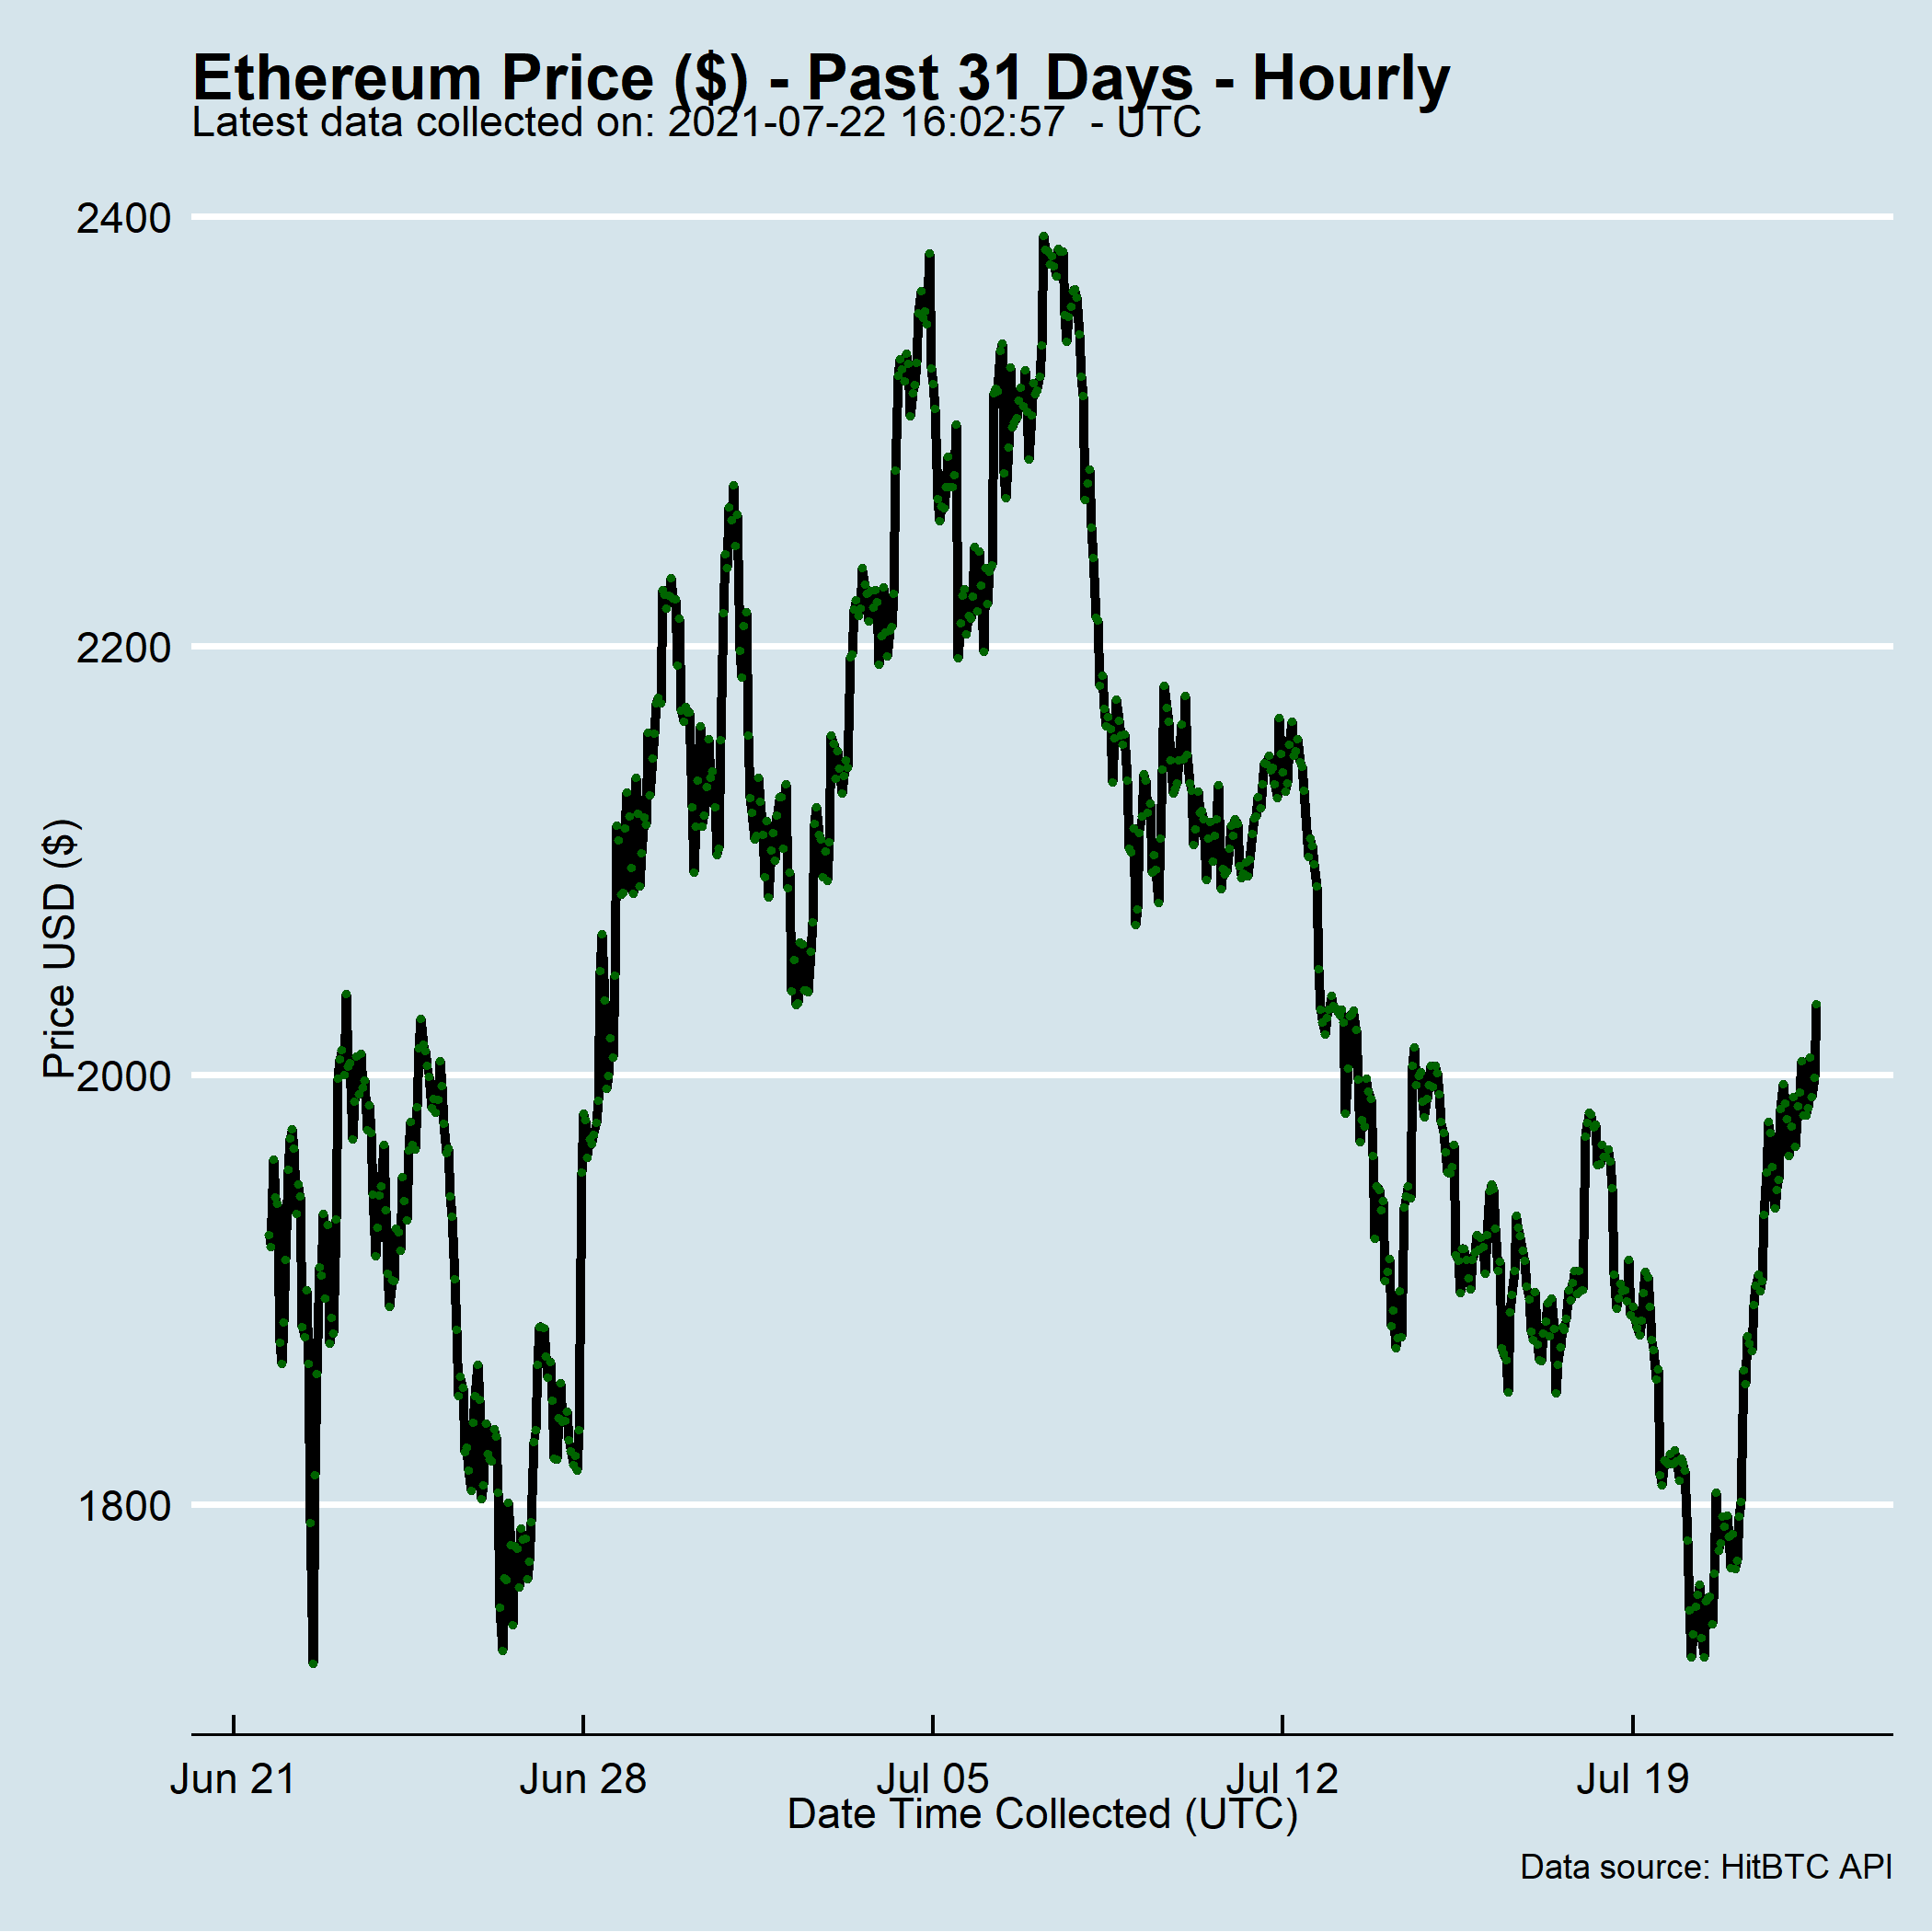 Ethereum Price ($) - Past 31 Days - Hourly
Latest data collected on: 2021-07-22 16:02:57  - UTC
2400
2200
2000
1800
Price USD ($)
Jun 21 Jun 28 Jul 05 Jul 12 Jul 19
Date Time Collected (UTC)
Data source: HitBTC API